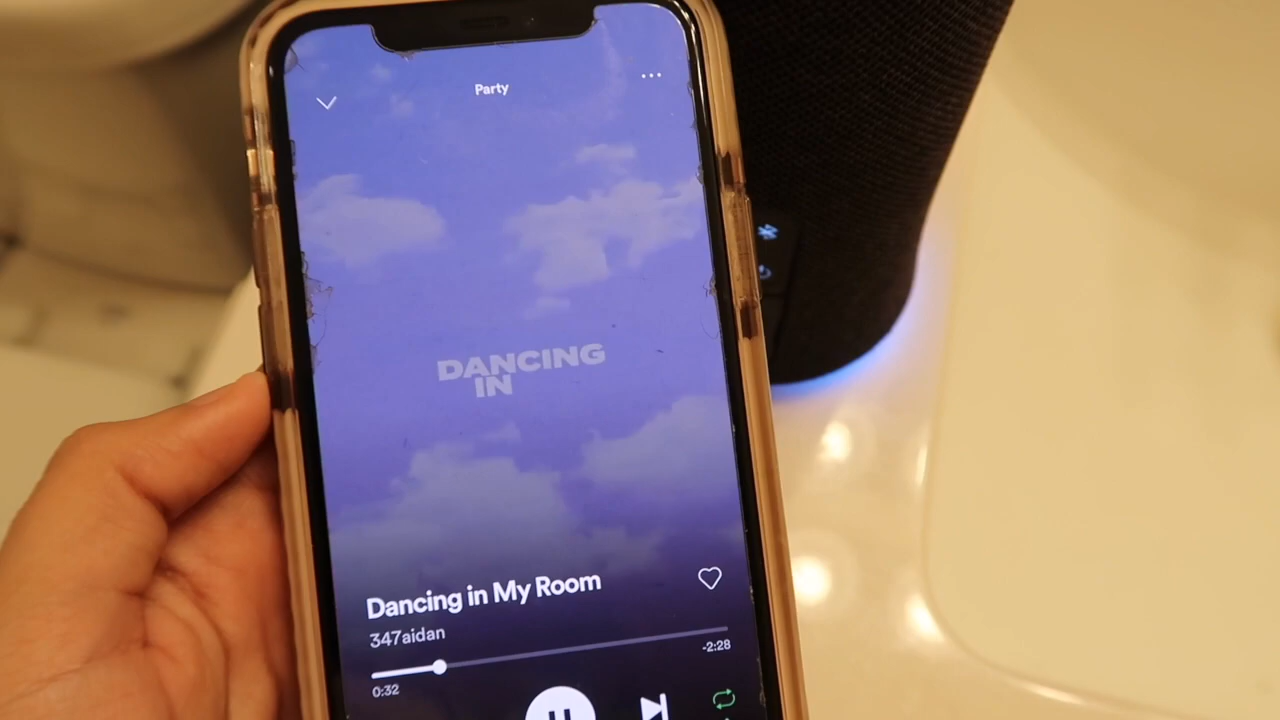 Party
DANCING
IN
Dancing in My Room
347aidan
0:32
-2:28